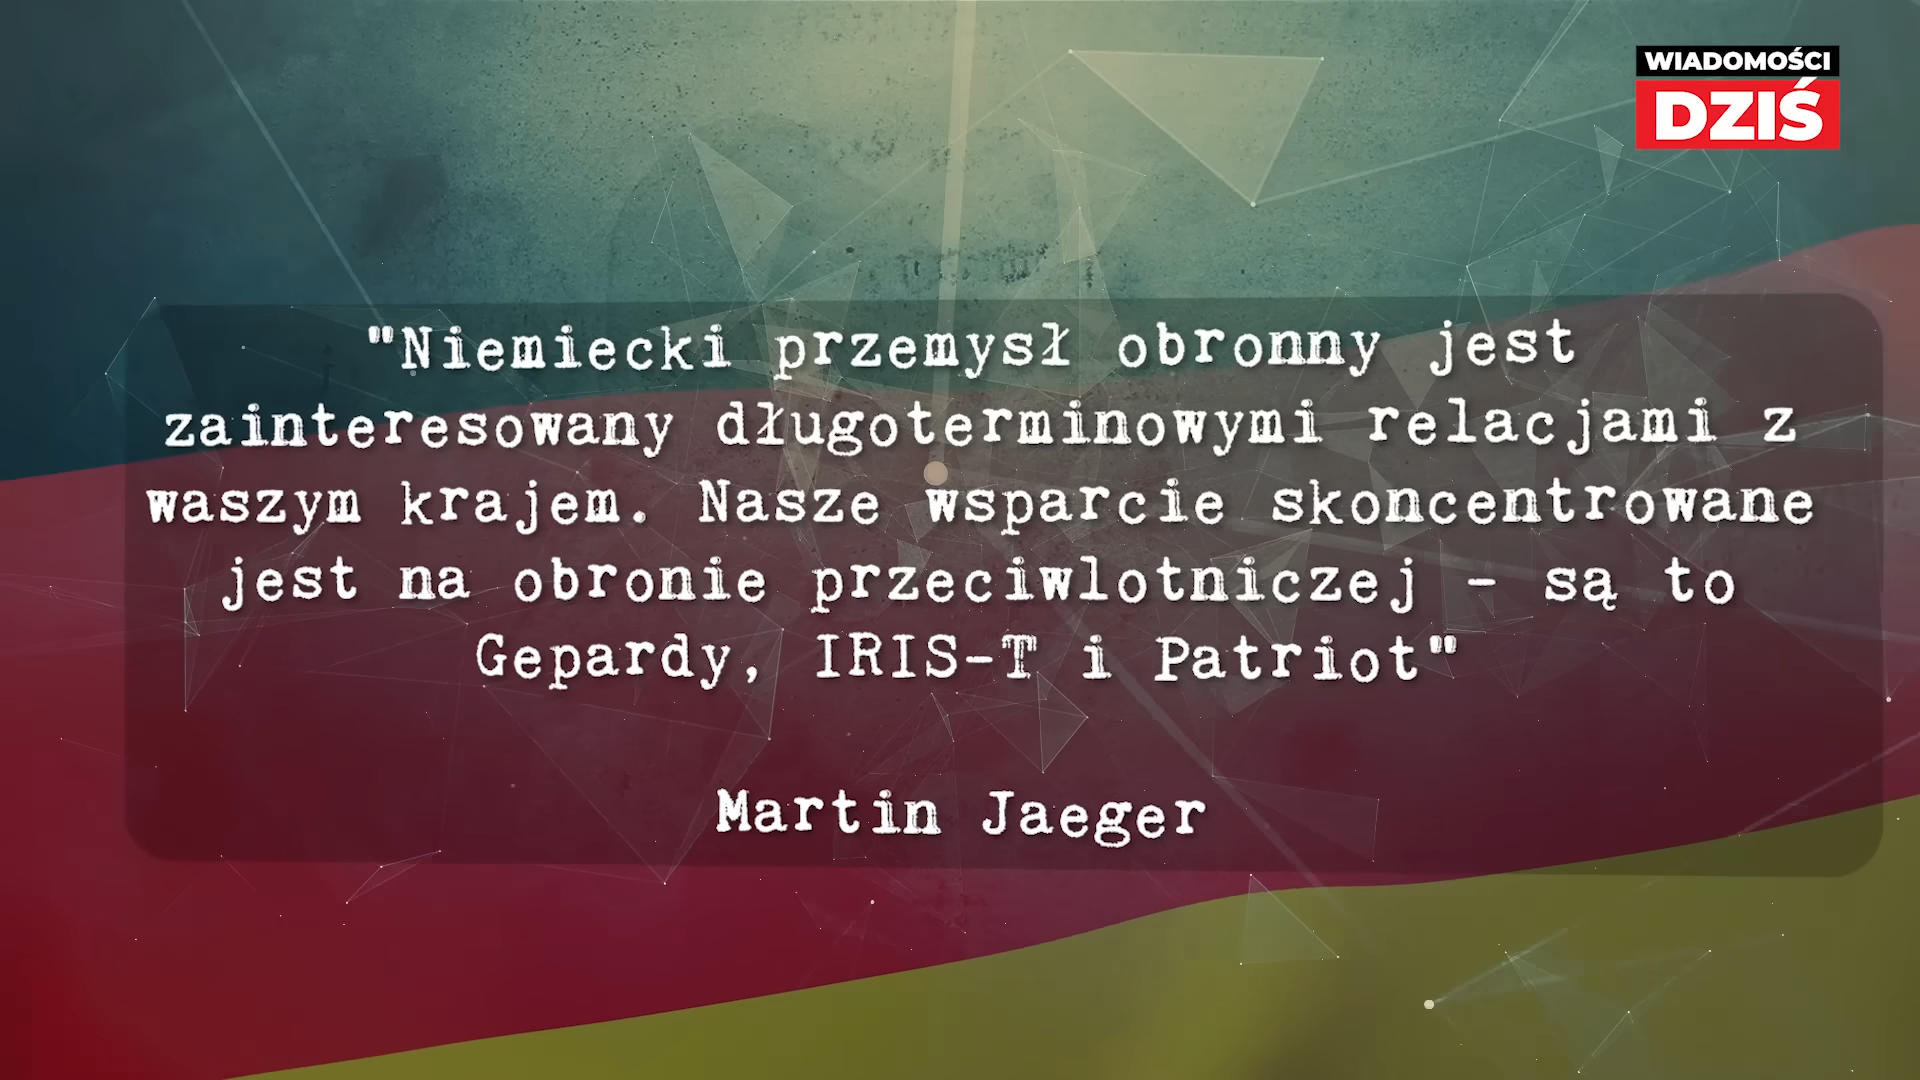 WIADOMOŚCI
DZIŚ
"Niemiecki przemysł obronny jest
zainteresowany długoterminowymi relacjami z
waszym krajem. Nasze wsparcie skoncentrowane
jest na obronie przeciwlotniczej - są to
Gepardy, IRIS-T i Patriot"
Martin Jaeger